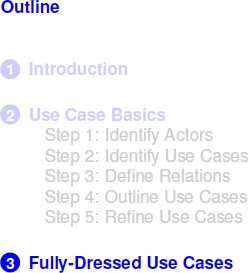 Outline
1 Introduction
2 Use Case Basics
Step 1: Identify Actors
Step 2: Identify Use Cases
Step 3: Define Relations
Step 4: Outline Use Cases
Step 5: Refine Use Cases
3 Fully-Dressed Use Cases